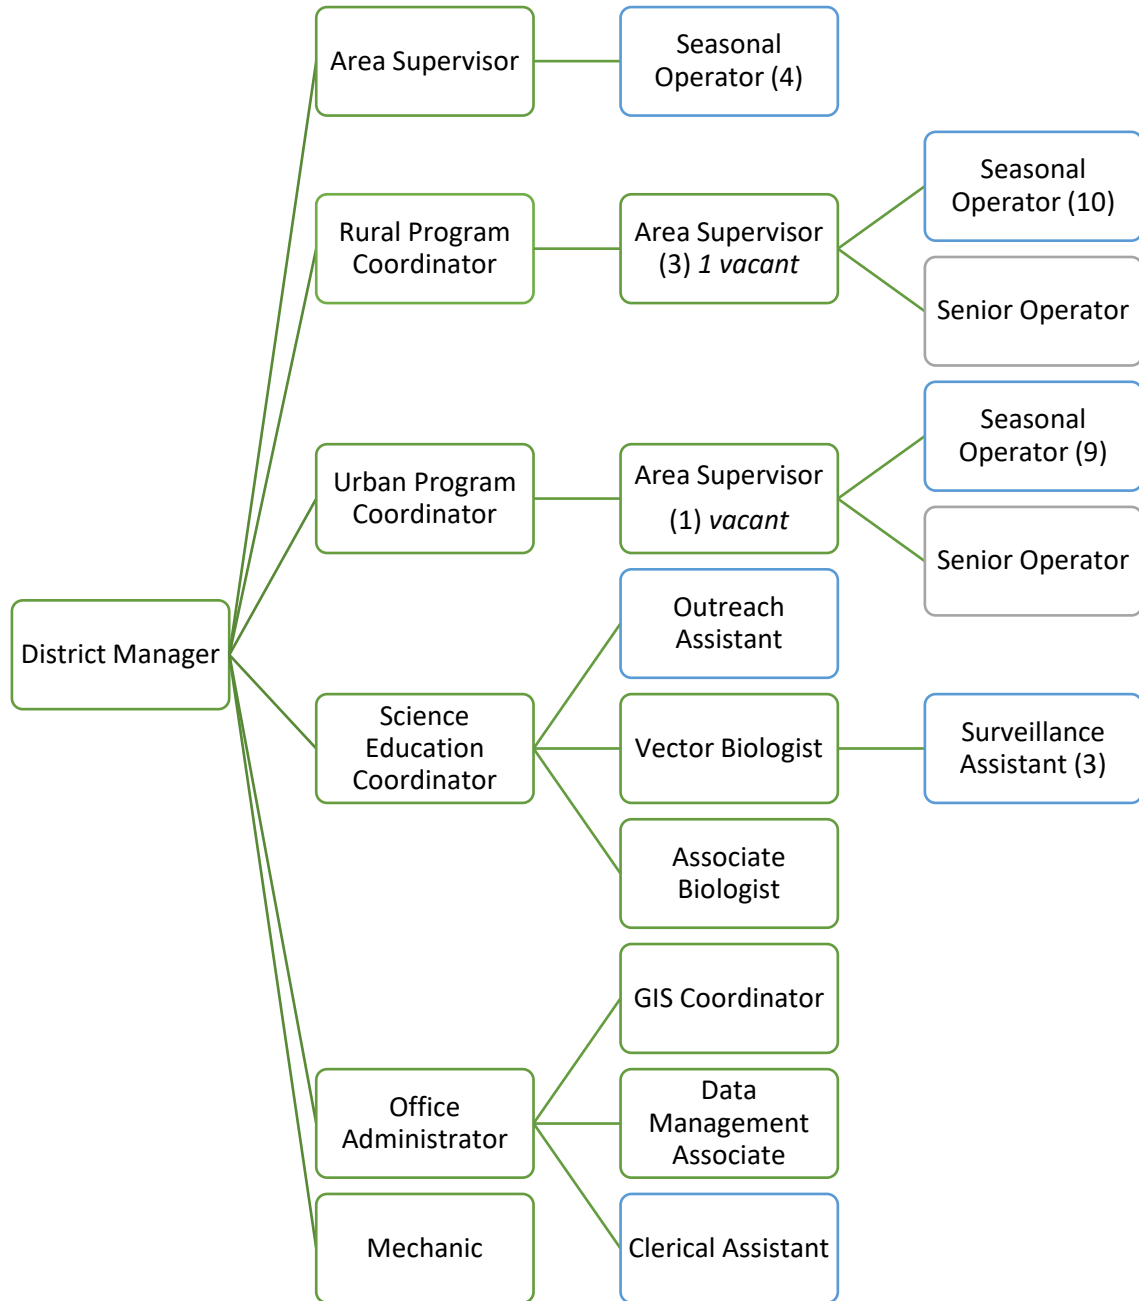 Area Supervisor
Seasonal
Operator (4)
Seasonal
Operator (10)
Rural Program
Coordinator
Area Supervisor
(3) 1 vacant
Senior Operator
Seasonal
Operator (9)
Urban Program
Coordinator
Area Supervisor
(1) vacant
Senior Operator
Outreach
Assistant
District Manager
Science
Education
Coordinator
Vector Biologist
Surveillance
Assistant (3)
Associate
Biologist
GIS Coordinator
Office
Administrator
Data
Management
Associate
Mechanic
Clerical Assistant